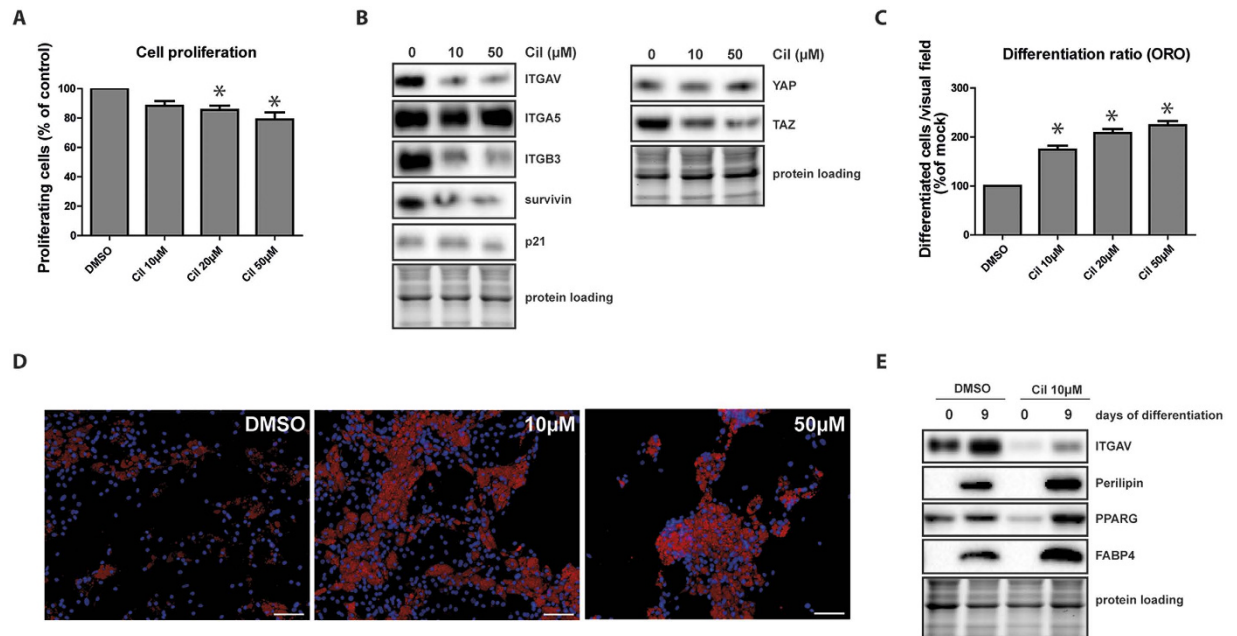 A
Cell proliferation
Proliferating cells (% of control)
100
80
60
40
20
0
DMSO
Cil 10µM
Cil 20µM
Cil 50µM
*
*
B
0 10 50 Cil (µM)
ITGAV
ITGA5
ITGB3
survivin
p21
protein loading
0 10 50 Cil (µM)
YAP
TAZ
protein loading
C
Differentiation ratio (ORO)
Differentiated cells /visual field
(%of mock)
300
200
100
0
DMSO
Cil 10µM
Cil 20µM
Cil 50µM
*
*
*
D
DMSO
10µM
50µM
E
DMSO Cil 10µM
0 9 0 9 days of differentiation
ITGAV
Perilipin
PPARG
FABP4
protein loading